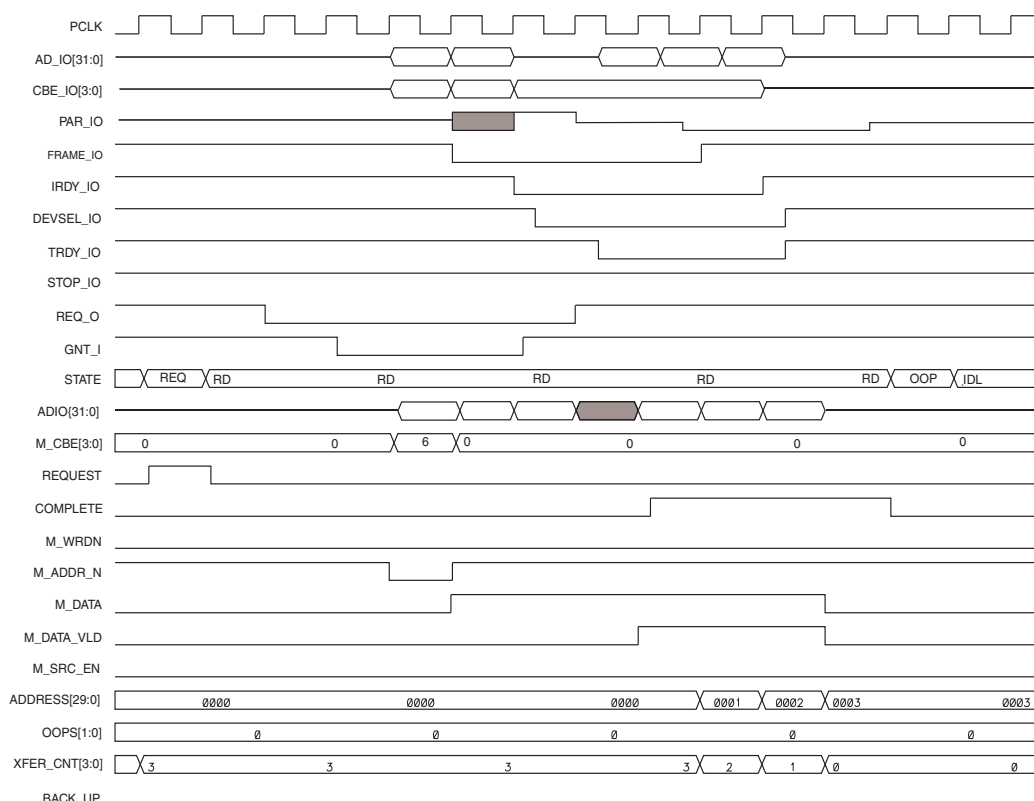 PCLK
AD_IO[31:0]
CBE_IO[3:0]
PAR_IO
FRAME_IO
IRDY_IO
DEVSEL_IO
TRDY_IO
STOP_IO
REQ_O
GNT_I
STATE REQ RD RD RD RD RD OOP IDL
ADIO{31:0}
M_CBE[3:0] 0 0 6 0 0 0 0
REQUEST
COMPLETE
M_WRDN
M_ADDR_N
M_DATA
M_DATA_VLD
M_SRC_EN
ADDRESS[29:0] 0000 0000 0000 0001 0002 0003 0003
OOPS[1:0] 0 0 0 0 0
XFER_CNT[3:0] 3 3 3 3 2 1 0 0
BACK_UP